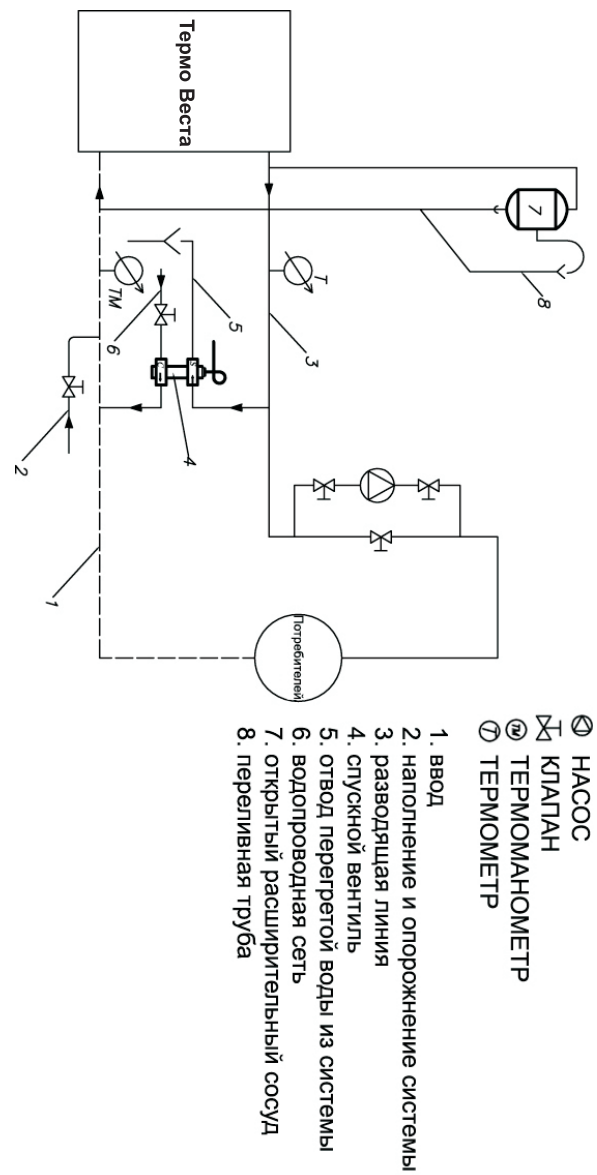 Термо Веста
7
8
T
TM
3
5
6
4
2
1
Потребителей
НАСОС
КЛАПАН
TM ТЕРМОМАНОМЕТР
T ТЕРМОМЕТР
1. ввод
2. наполнение и опорожнение системы
3. разводящая линия
4. спускной вентиль
5. отвод перегретой воды из системы
6. водопроводная сеть
7. открытый расширительный сосуд
8. переливная труба